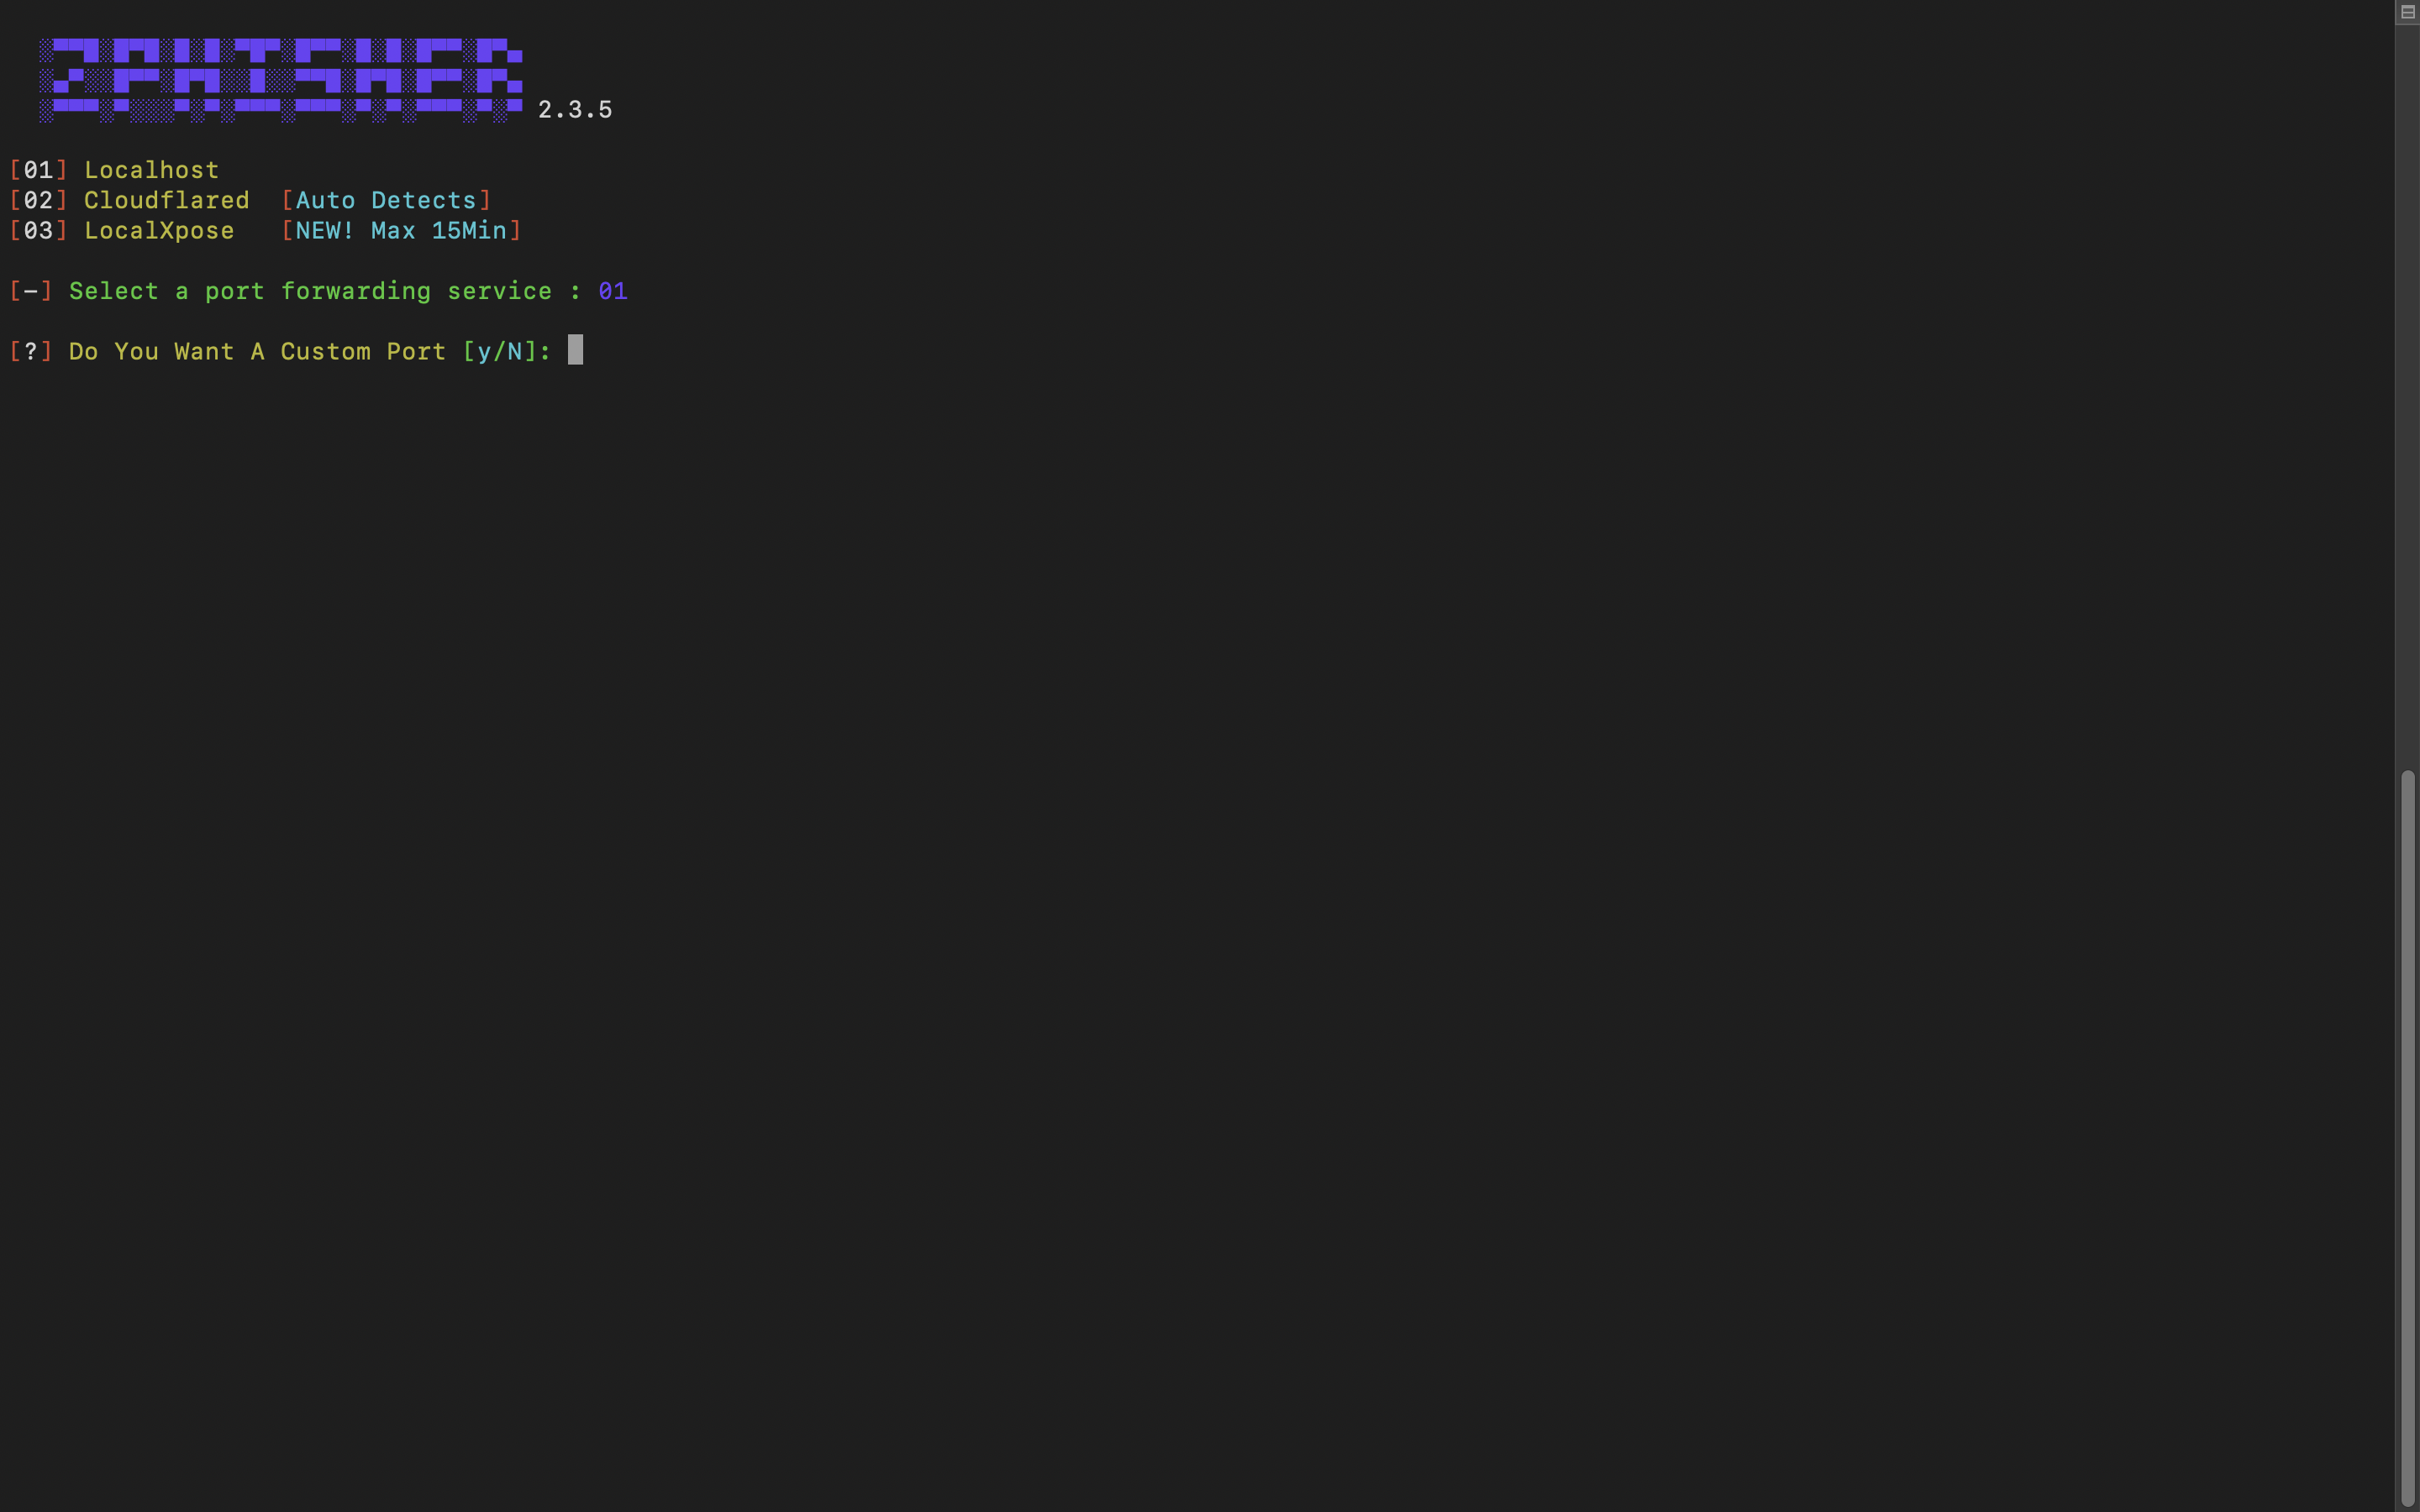 ZPHISHER 2.3.5
[01] Localhost
[02] Cloudflared [Auto Detects]
[03] LocalXpose [NEW! Max 15Min]
[-] Select a port forwarding service : 01
[?] Do You Want A Custom Port [y/N]: